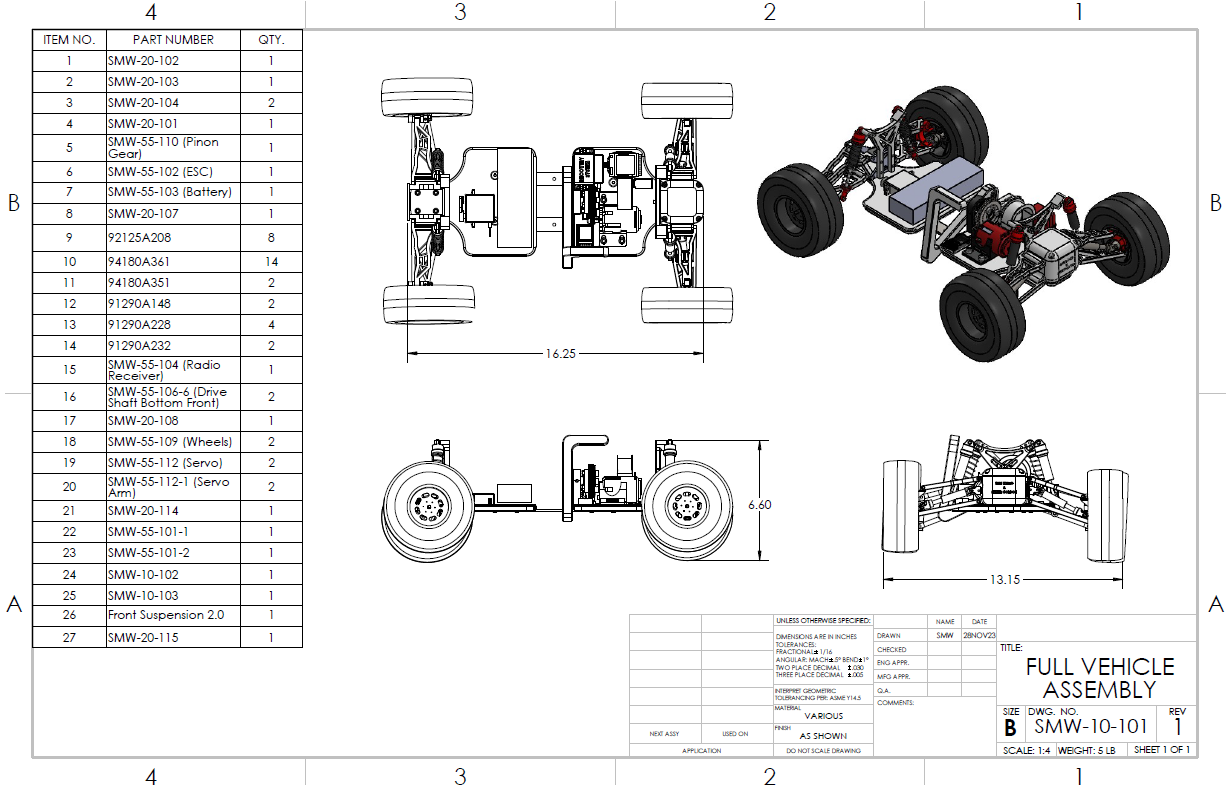 4 3 2 1
ITEM NO. PART NUMBER QTY.
1 SMW-20-102 1
2 SMW-20-103 1
3 SMW-20-104 2
4 SMW-20-101 1
5 SMW-55-110 (Pinon
Gear) 1
6 SMW-55-102 (ESC) 1
7 SMW-55-103 (Battery) 1
8 SMW-20-107 1
9 92125A208 8
10 94180A361 14
11 94180A351 2
12 91290A148 2
13 91290A228 4
14 91290A232 2
15 SMW-55-104 (Radio
Receiver) 1
16 SMW-55-106-6 (Drive
Shaft Bottom Front) 2
17 SMW-20-108 1
18 SMW-55-109 (Wheels) 2
19 SMW-55-112 (Servo) 2
20 SMW-55-112-1 (Servo
Arm) 2
21 SMW-20-114 1
22 SMW-55-101-1 1
23 SMW-55-101-2 1
24 SMW-10-102 1
25 SMW-10-103 1
26 Front Suspension 2.0 1
27 SMW-20-115 1
B
B
A
A
16.25
6.60
13.15
UNLESS OTHERWISE SPECIFIED:
DIMENSIONS ARE IN INCHES
TOLERANCES:
FRACTIONAL± 1/16
ANGULAR: MACH±.5° BEND±1°
TWO PLACE DECIMAL ±.030
THREE PLACE DECIMAL ±.005
INTERPRET GEOMETRIC
TOLERANCING PER: ASME Y14.5
MATERIAL
VARIOUS
FINISH
AS SHOWN
DO NOT SCALE DRAWING
NEXT ASSY USED ON
APPLICATION
NAME DATE
DRAWN SMW 28NOV23
CHECKED
ENG APPR.
MFG APPR.
Q.A.
COMMENTS:
TITLE:
FULL VEHICLE
ASSEMBLY
SIZE DWG. NO. REV
B SMW-10-101 1
SCALE: 1:4 WEIGHT: 5 LB SHEET 1 OF 1
4 3 2 1